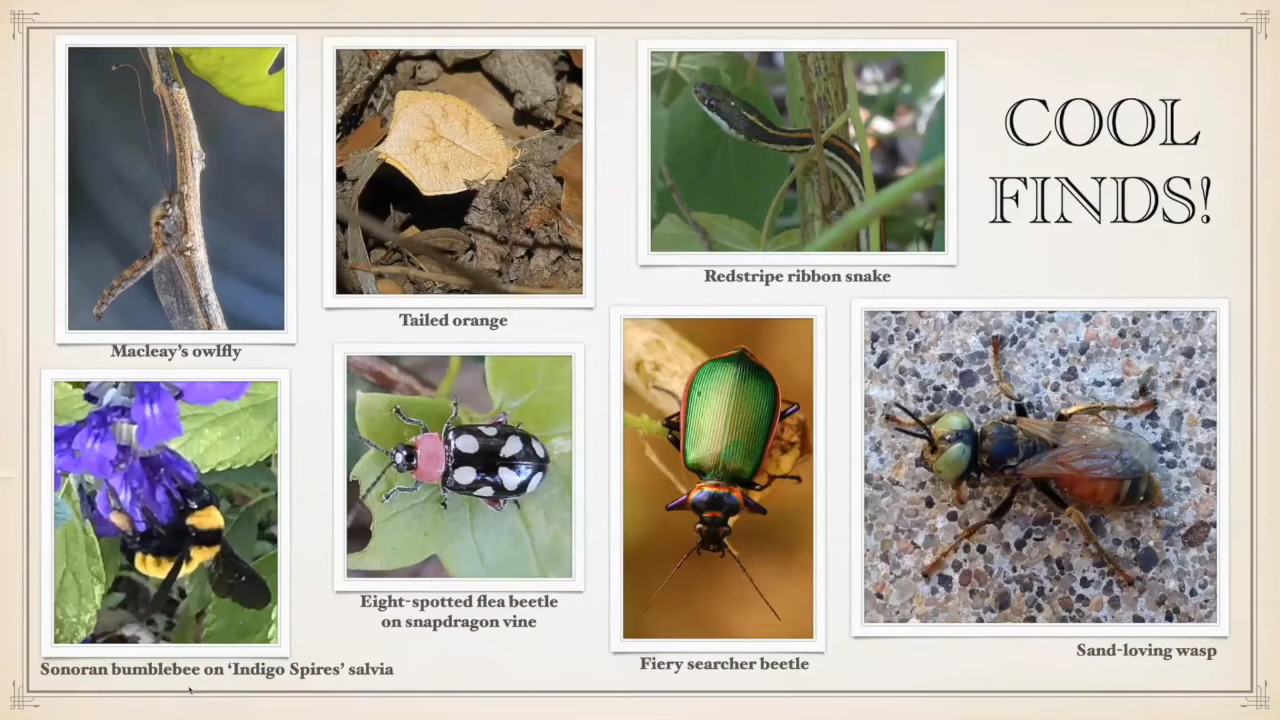 COOL
FINDS!
Macleay's owlfly
Tailed orange
Redstripe ribbon snake
Sonoran bumblebee on ‘Indigo Spires’ salvia
Eight-spotted flea beetle
on snapdragon vine
Fiery searcher beetle
Sand-loving wasp